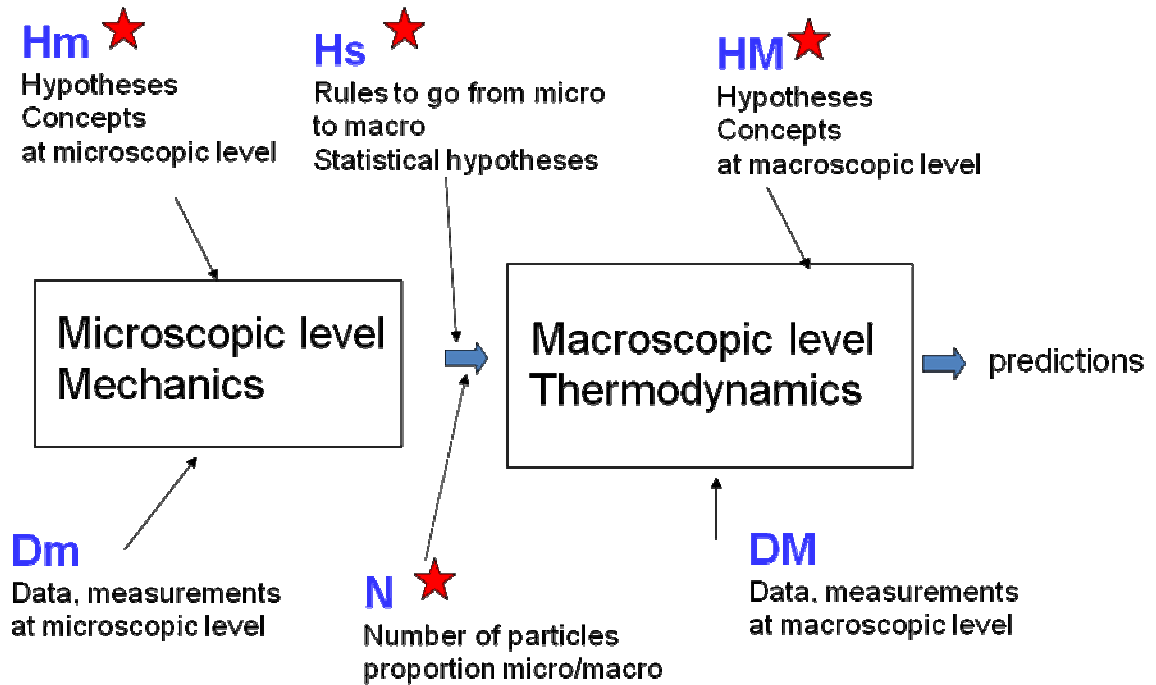 Hm
Hypotheses
Concepts
at microscopic level
Hs
Rules to go from micro
to macro
Statistical hypotheses
HM
Hypotheses
Concepts
at macroscopic level
Microscopic level
Mechanics
Macroscopic level
Thermodynamics
predictions
Dm
Data, measurements
at microscopic level
N
Number of particles
proportion micro/macro
DM
Data, measurements
at macroscopic level